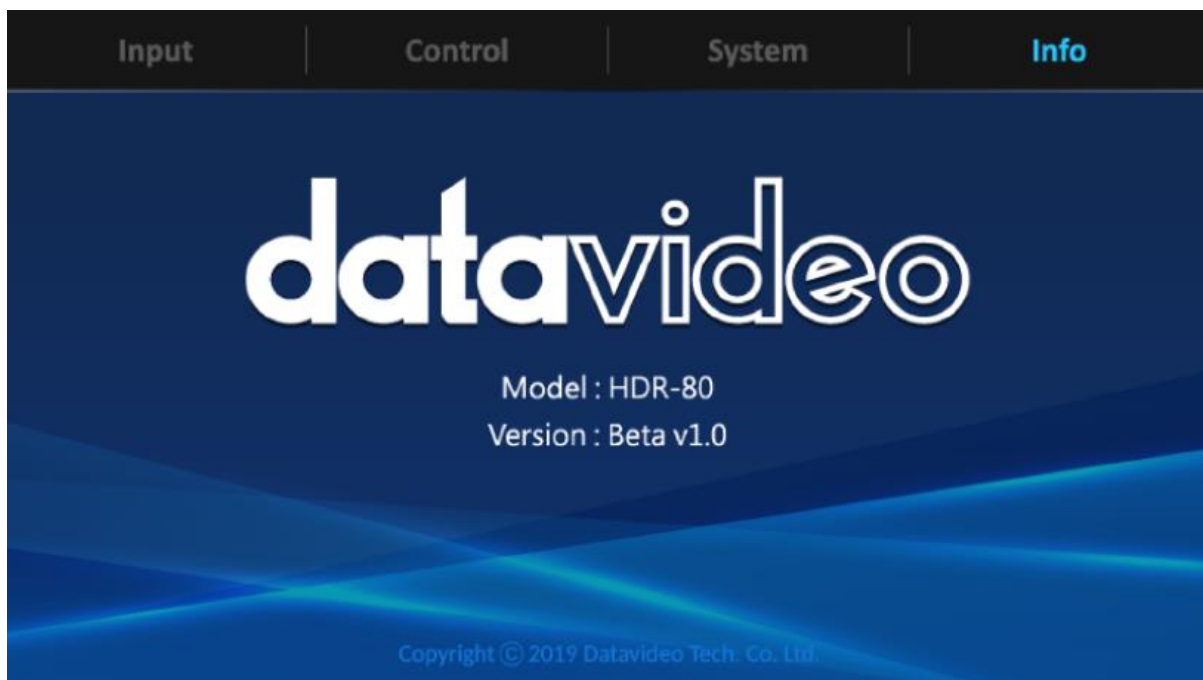 Input Control System Info
datavideo
Model : HDR-80
Version : Beta v1.0
Copyright ⓒ 2019 Datavideo Tech. Co. Ltd.